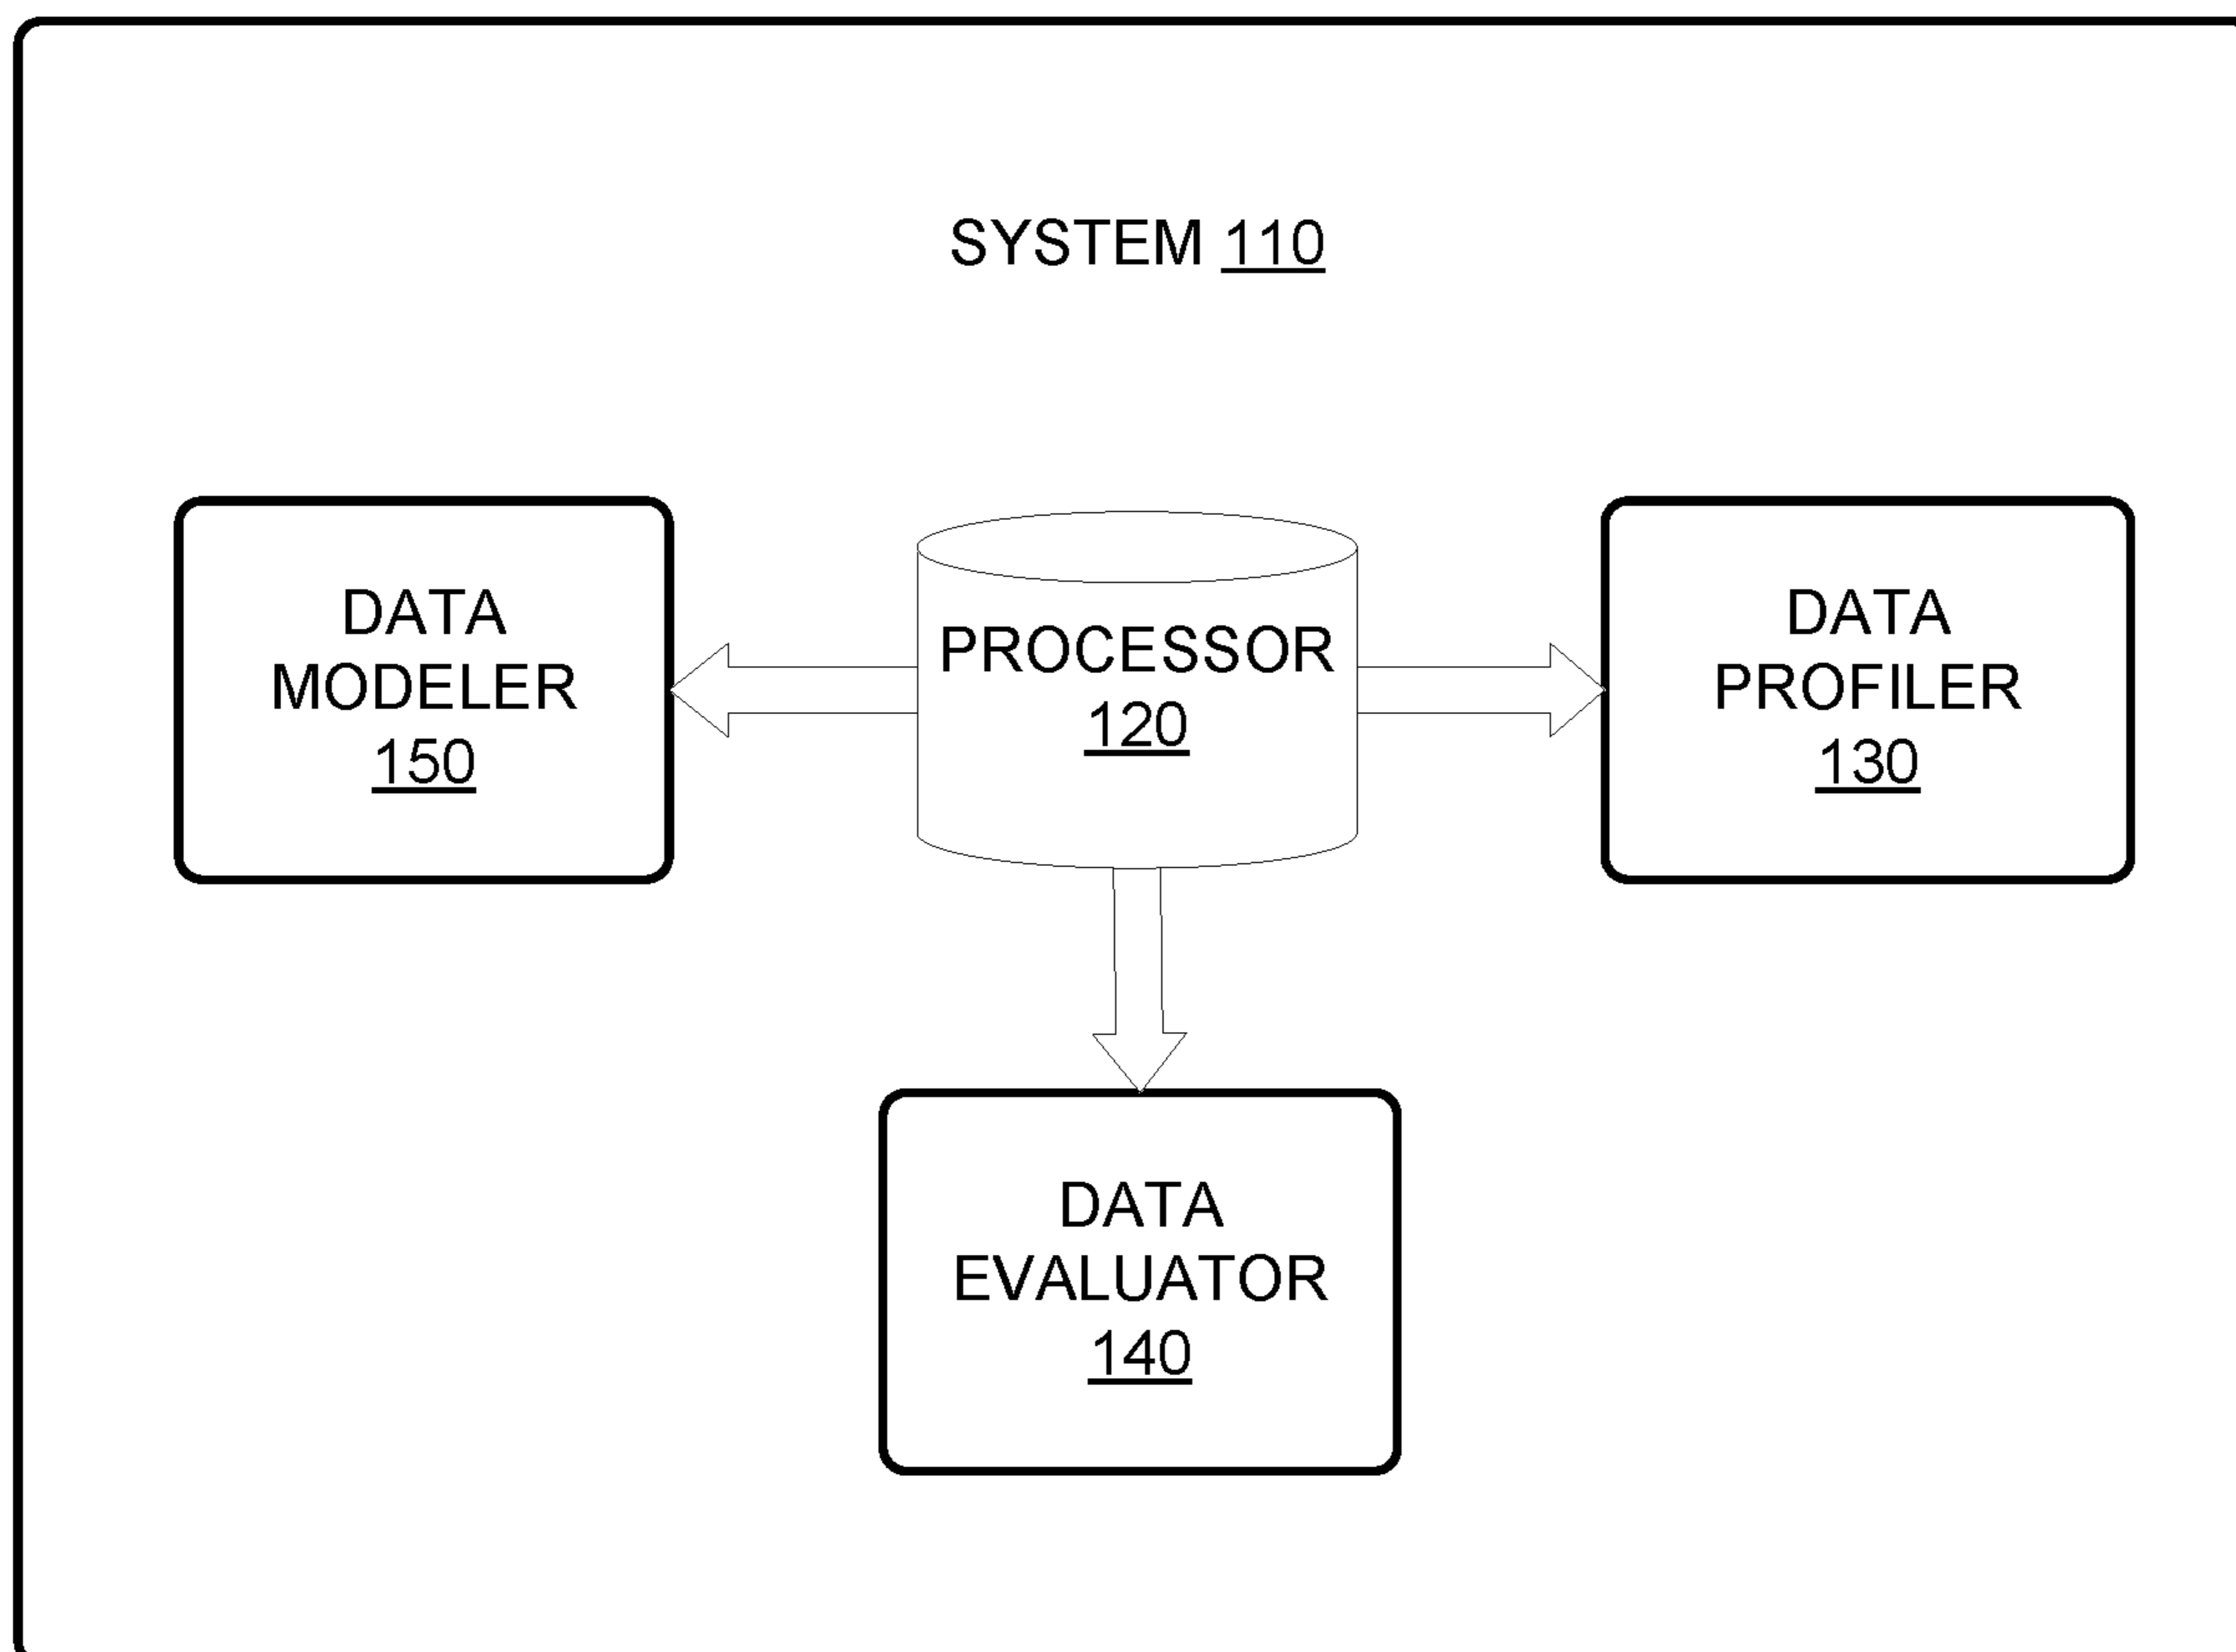 SYSTEM 110
DATA
MODELER
150
PROCESSOR
120
DATA
PROFILER
130
DATA
EVALUATOR
140